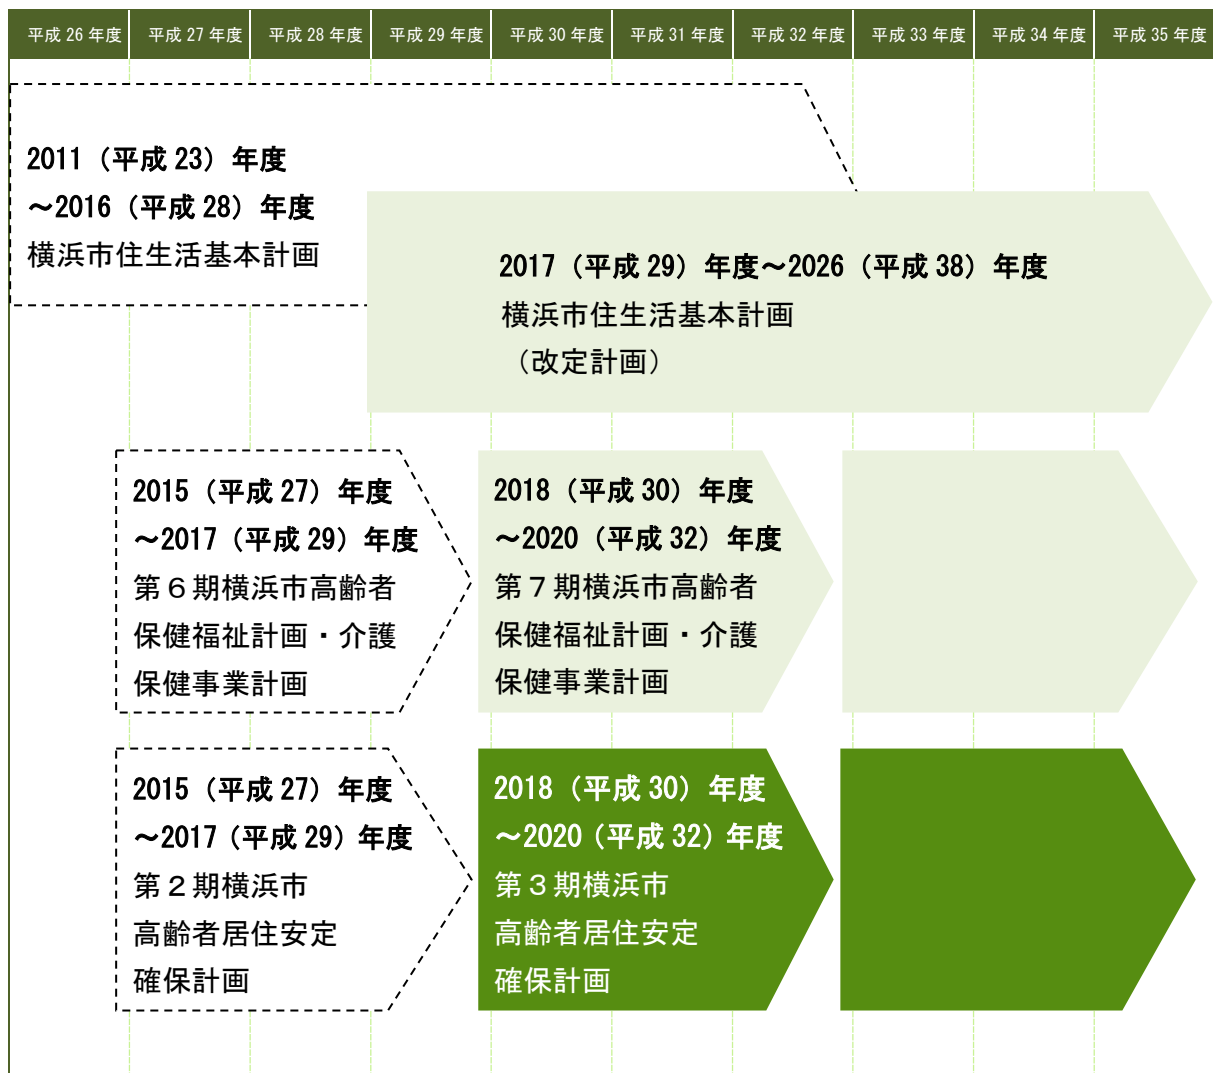 平成 26 年度
平成 27 年度
平成 28 年度
平成 29 年度
平成 30 年度
平成 31 年度
平成 32 年度
平成 33 年度
平成 34 年度
平成 35 年度
2011（平成 23）年度
～2016（平成 28）年度
横浜市住生活基本計画
2017（平成 29）年度～2026（平成 38）年度
横浜市住生活基本計画
（改定計画）
2015（平成 27）年度
～2017（平成 29）年度
第６期横浜市高齢者
保健福祉計画・介護
保健事業計画
2018（平成 30）年度
～2020（平成 32）年度
第７期横浜市高齢者
保健福祉計画・介護
保健事業計画
2015（平成 27）年度
～2017（平成 29）年度
第２期横浜市
高齢者居住安定
確保計画
2018（平成 30）年度
～2020（平成 32）年度
第３期横浜市
高齢者居住安定
確保計画